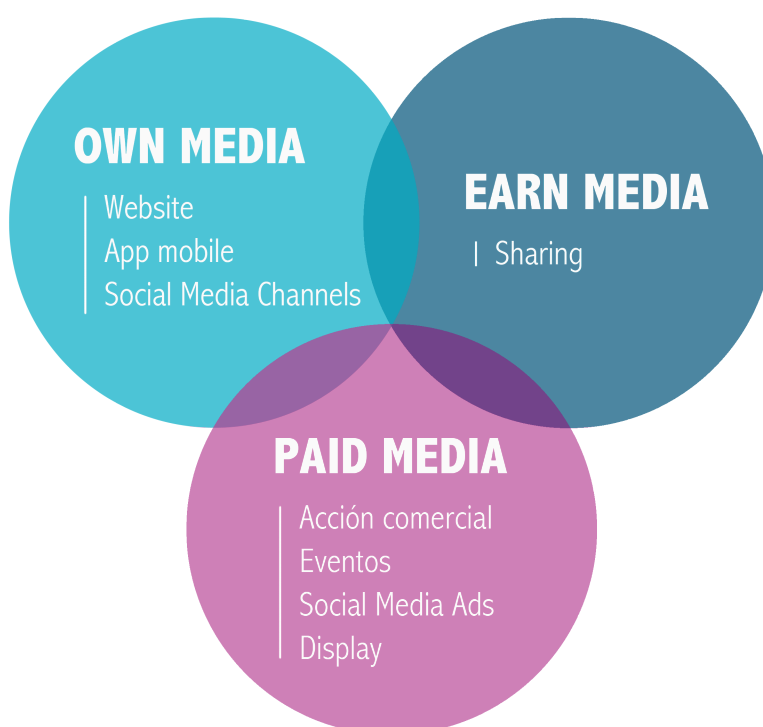 OWN MEDIA
Website
App mobile
Social Media Channels
EARN MEDIA
Sharing
PAID MEDIA
Acción comercial
Eventos
Social Media Ads
Display